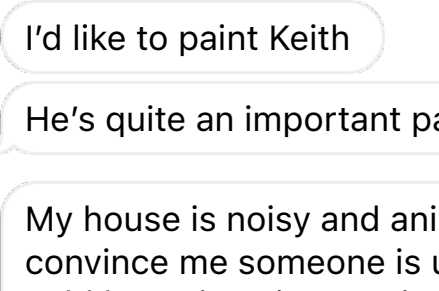 I’d like to paint Keith
He’s quite an important
My house is noisy and
convince me someone is